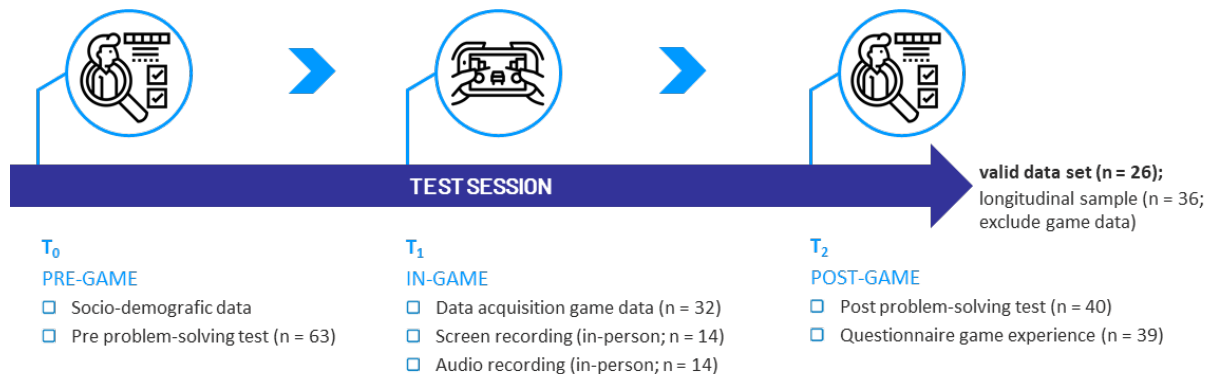 TEST SESSION
valid data set (n = 26);
longitudinal sample (n = 36;
exclude game data)
T0
PRE-GAME
Socio-demografic data
Pre problem-solving test (n = 63)
T1
IN-GAME
Data acquisition game data (n = 32)
Screen recording (in-person; n = 14)
Audio recording (in-person; n = 14)
T2
POST-GAME
Post problem-solving test (n = 40)
Questionnaire game experience (n = 39)